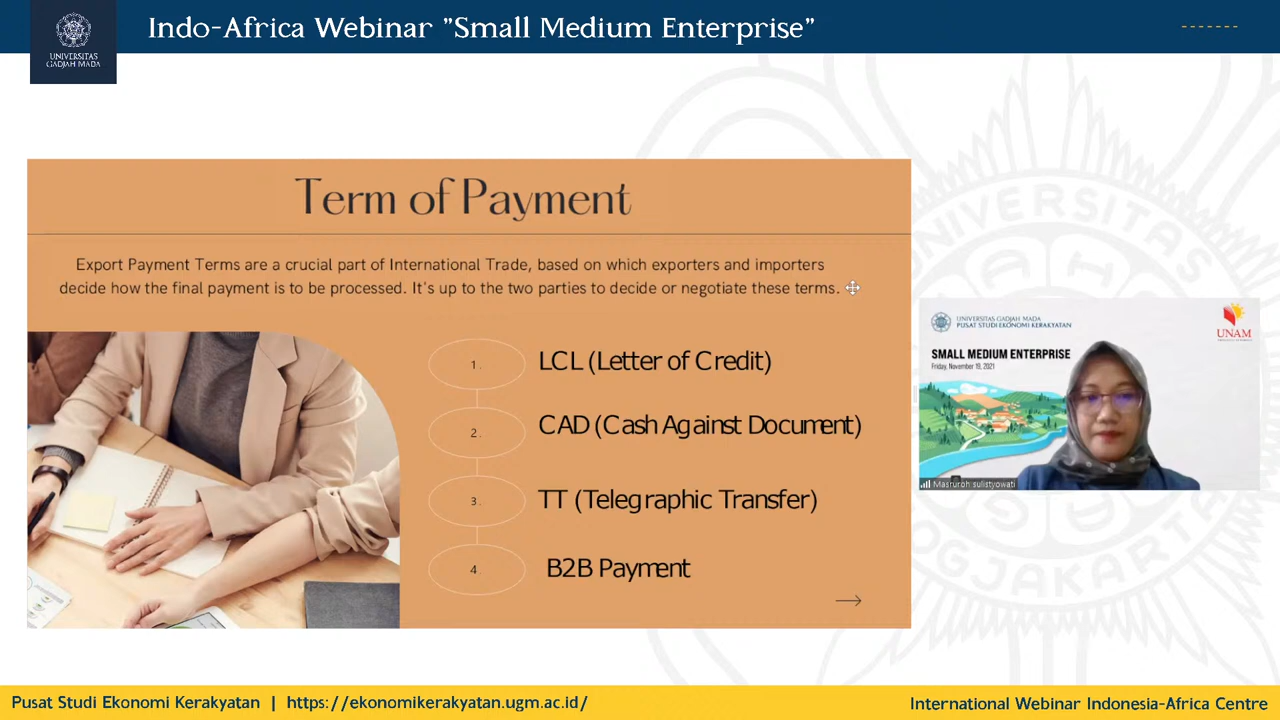 Indo-Africa Webinar "Small Medium Enterprise"
UNIVERSITAS
GADJAH MADA
Term of Payment
Export Payment Terms are a crucial part of International Trade, based on which exporters and importers
decide how the final payment is to be processed. It's up to the two parties to decide or negotiate these terms.
1.
LCL (Letter of Credit)
2.
CAD (Cash Against Document)
3.
TT (Telegraphic Transfer)
4.
B2B Payment
UNIVERSITAS GADJAH MADA
PUSAT STUDI EKONOMI KERAKYATAN
UNAM
SMALL MEDIUM ENTERPRISE
Friday, November 19, 2021
Masruroh sulistyowati
Pusat Studi Ekonomi Kerakyatan | https://ekonomikerakyatan.ugm.ac.id/
International Webinar Indonesia-Africa Centre